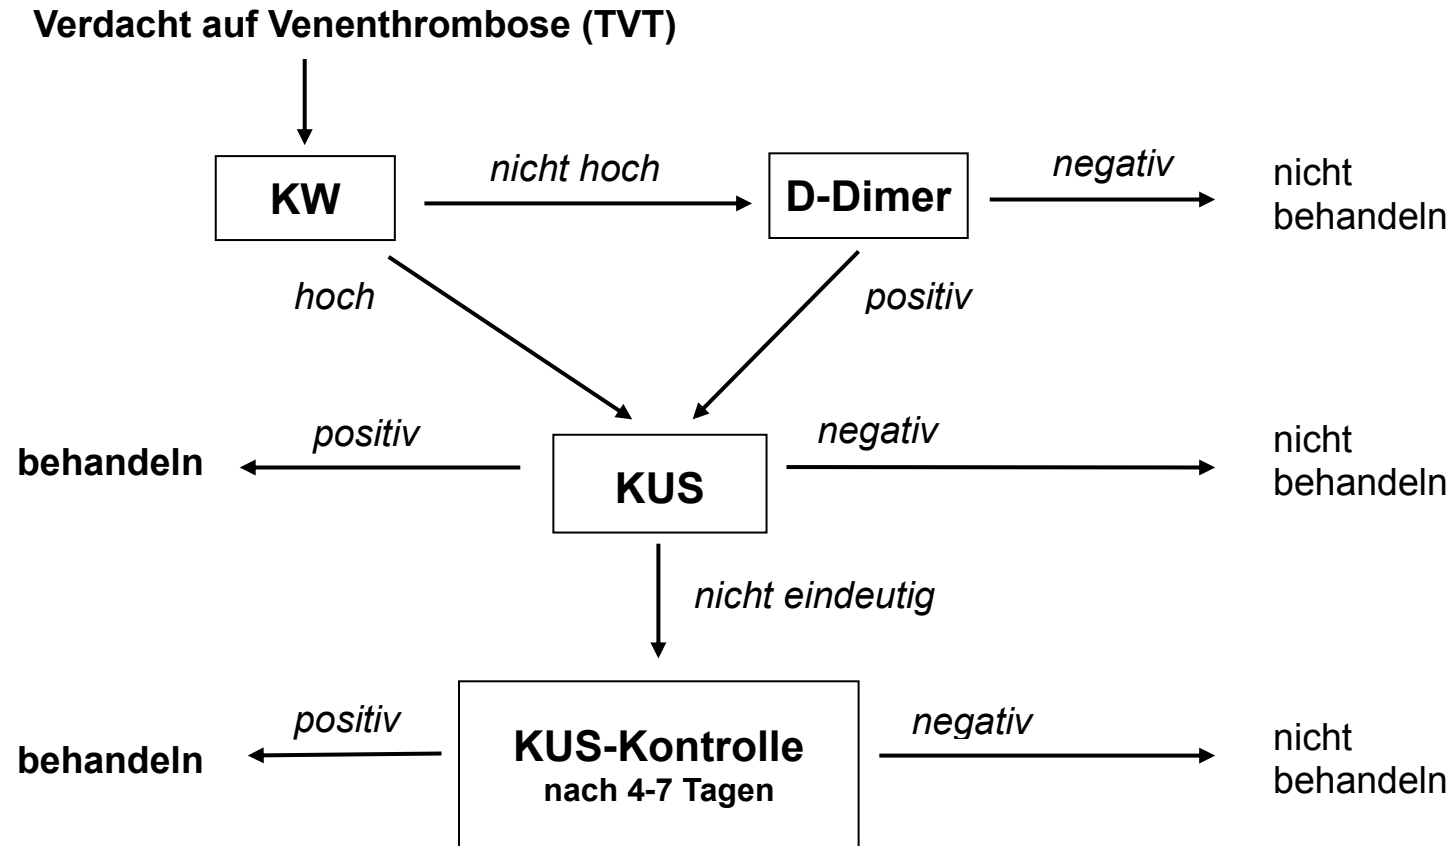 Verdacht auf Venenthrombose (TVT)
KW
nicht hoch
D-Dimer
negativ
nicht
behandeln
hoch
positiv
behandeln
positiv
KUS
negativ
nicht
behandeln
nicht eindeutig
behandeln
positiv
KUS-Kontrolle
nach 4-7 Tagen
negativ
nicht
behandeln